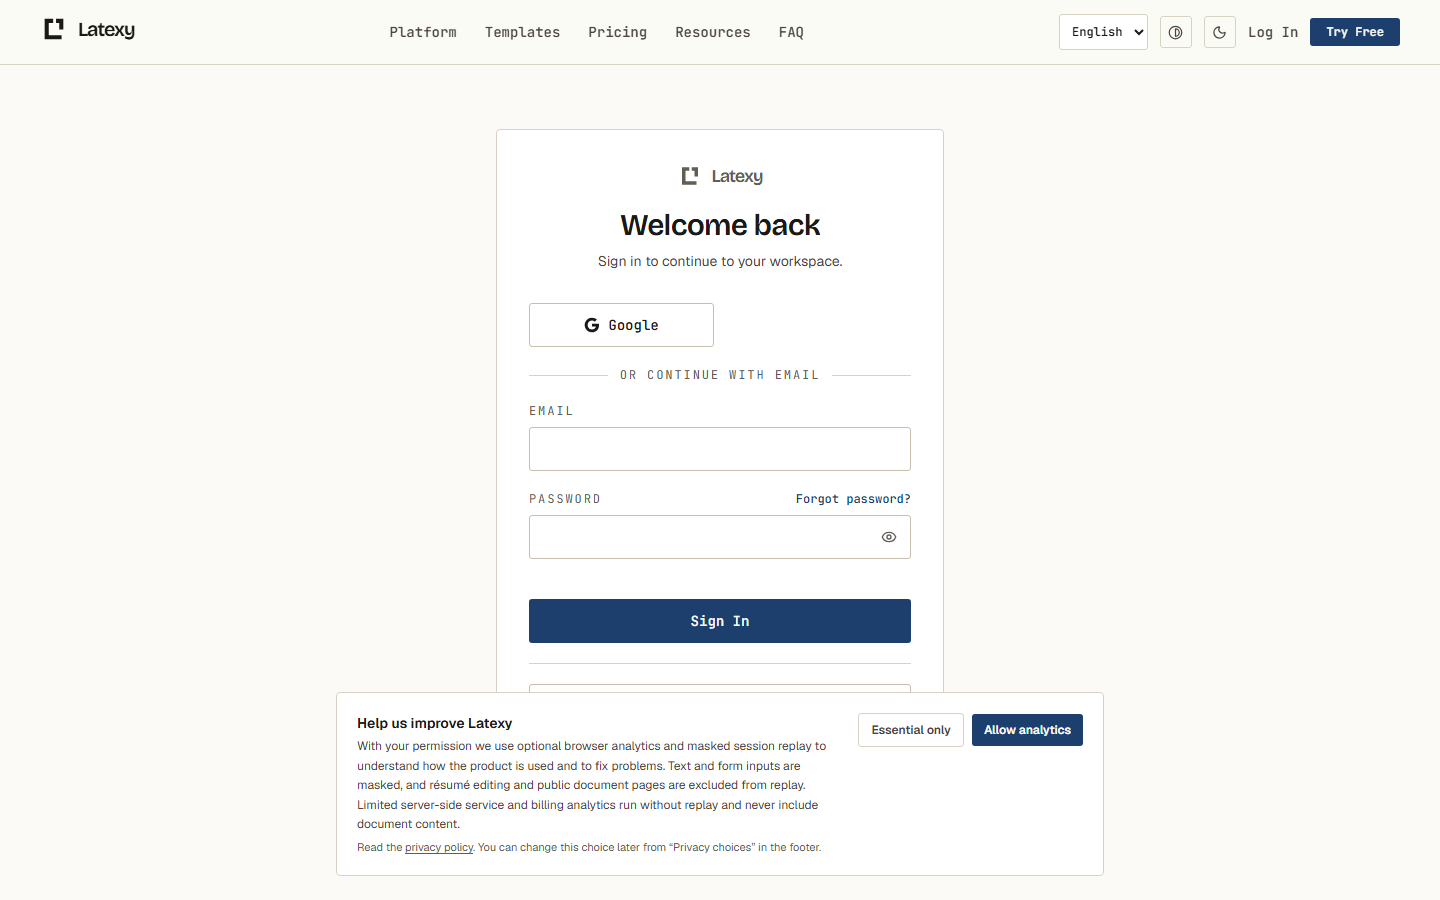 Latexy
Platform
Templates
Pricing
Resources
FAQ
English
Log In
Try Free
Latexy
Welcome back
Sign in to continue to your workspace.
Google
OR CONTINUE WITH EMAIL
EMAIL
PASSWORD
Forgot password?
Sign In
Help us improve Latexy
With your permission we use optional browser analytics and masked session replay to
understand how the product is used and to fix problems. Text and form inputs are
masked, and résumé editing and public document pages are excluded from replay.
Limited server-side service and billing analytics run without replay and never include
document content.
Read the privacy policy. You can change this choice later from “Privacy choices” in the footer.
Essential only
Allow analytics